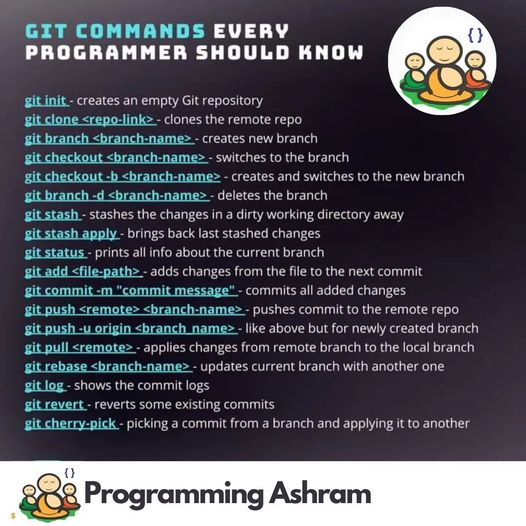 GIT COMMANDS EVERY
PROGRAMMER SHOULD KNOW
{}
git init - creates an empty Git repository
git clone <repo-link> - clones the remote repo
git branch <branch-name> - creates new branch
git checkout <branch-name> - switches to the branch
git checkout -b <branch-name> - creates and switches to the new branch
git branch -d <branch-name> - deletes the branch
git stash - stashes the changes in a dirty working directory away
git stash apply - brings back last stashed changes
git status - prints all info about the current branch
git add <file-path> - adds changes from the file to the next commit
git commit -m "commit message" - commits all added changes
git push <remote> <branch-name> - pushes commit to the remote repo
git push -u origin <branch_name> - like above but for newly created branch
git pull <remote> - applies changes from remote branch to the local branch
git rebase <branch-name> - updates current branch with another one
git log - shows the commit logs
git revert - reverts some existing commits
git cherry-pick - picking a commit from a branch and applying it to another
{}
Programming Ashram
5